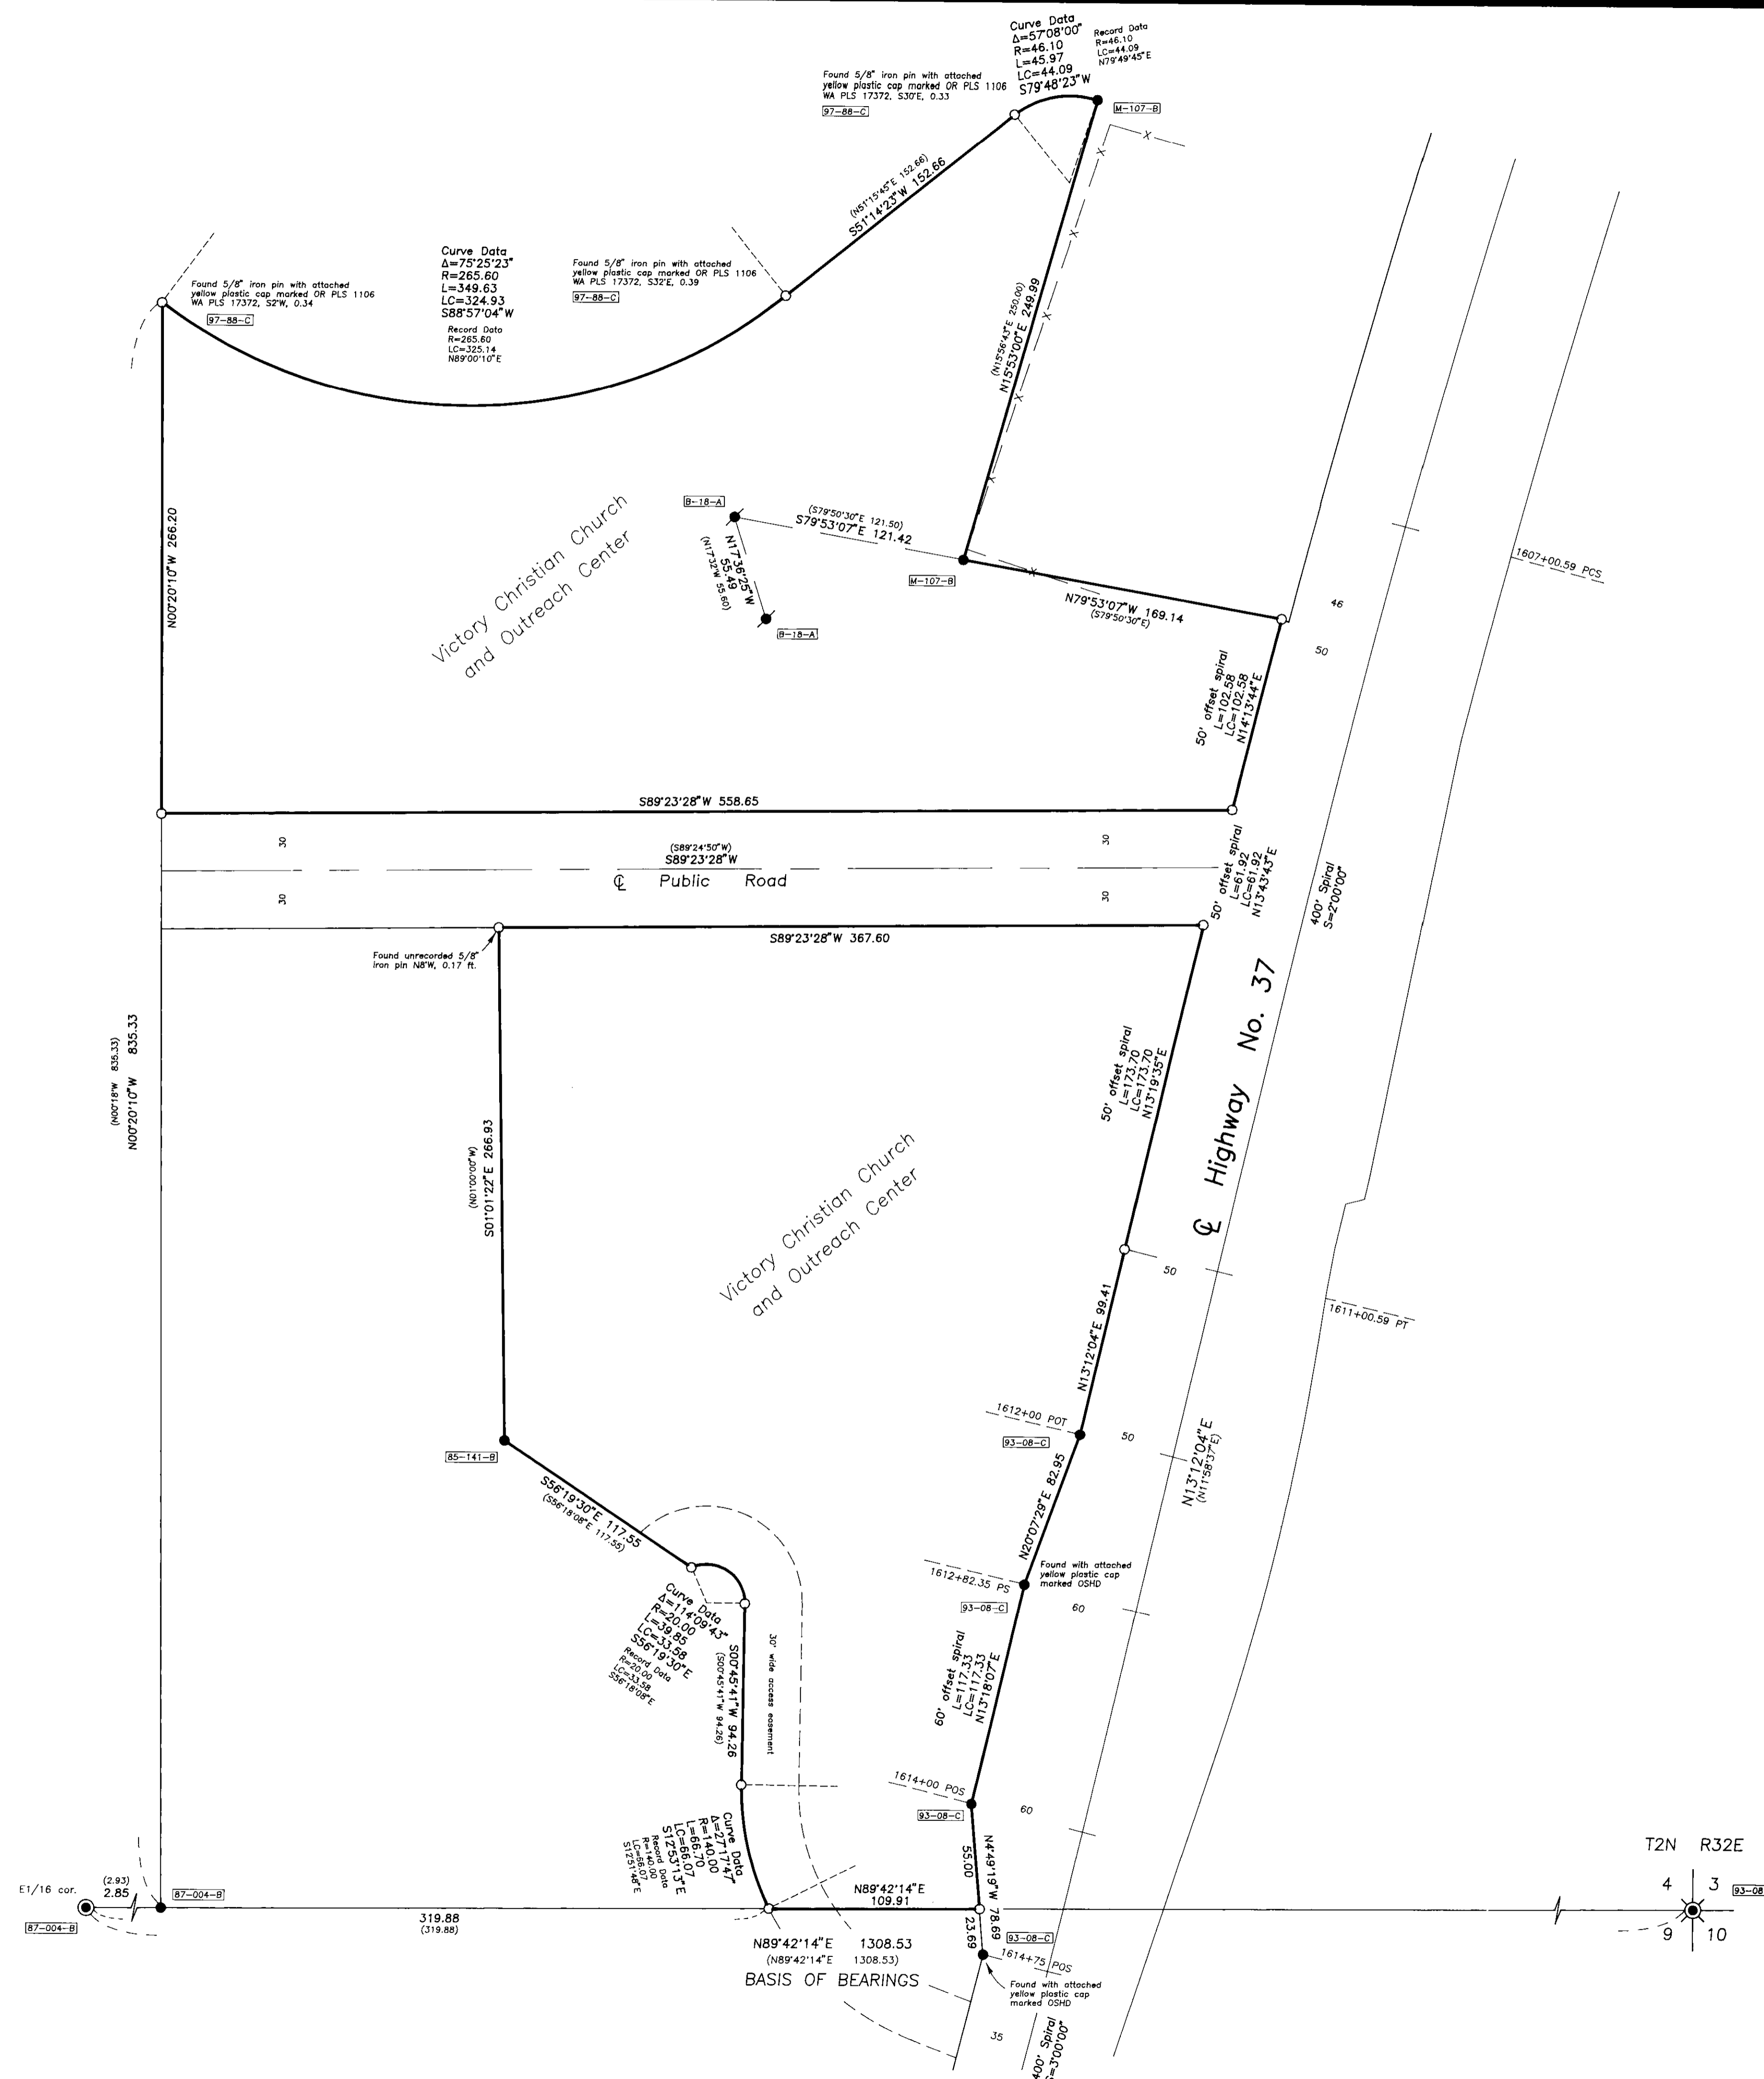 Curve Data
Δ=57°08'00"
R=46.10
L=45.97
LC=44.09
S79°48'23"W
Record Data
R=46.10
LC=44.09
N79°49'45"E
Found 5/8" iron pin with attached
yellow plastic cap marked OR PLS 1106
WA PLS 17372, S30°E, 0.33
97-88-C
M-107-B
X
X
X
X
X
X
X
(N51°15'45"E 152.66)
S51°14'23"W 152.66
Curve Data
Δ=75°25'23"
R=265.60
L=349.63
LC=324.93
S88°57'04"W
Record Data
R=265.60
LC=325.14
N89°00'10"E
Found 5/8" iron pin with attached
yellow plastic cap marked OR PLS 1106
WA PLS 17372, S32°E, 0.39
97-88-C
Found 5/8" iron pin with attached
yellow plastic cap marked OR PLS 1106
WA PLS 17372, S2°W, 0.34
97-88-C
(N15°56'43"E 250.00)
N15°53'00"E 249.99
N00°20'10"W 266.20
Victory Christian Church
and Outreach Center
B-18-A
(S79°50'30"E 121.50)
S79°53'07"E 121.42
N17°36'25"W
55.49
(N17°32'W 55.60)
B-18-A
M-107-B
N79°53'07"W 169.14
(S79°50'30"E)
1607+00.59 PCS
46
50
50' offset spiral
L=102.58
LC=102.58
N14°13'44"E
S89°23'28"W 558.65
30
30
(S89°24'50"W)
S89°23'28"W
℄ Public Road
30
30
50' offset spiral
L=61.92
LC=61.92
N13°43'43"E
400' Spiral
S=2°00'00"
S89°23'28"W 367.60
Found unrecorded 5/8"
iron pin N8°W, 0.17 ft.
℄ Highway No. 37
(N00°18'W 835.33)
N00°20'10"W 835.33
50' offset spiral
L=173.70
LC=173.70
N13°19'35"E
(N01°00'00"W)
S01°01'22"E 266.93
Victory Christian Church
and Outreach Center
50
1611+00.59 PT
N13°12'04"E 99.41
1612+00 POT
93-08-C
50
N13°12'04"E
(N11°58'37"E)
85-141-B
S56°19'30"E 117.55
(S56°18'08"E 117.55)
N20°07'29"E 82.95
1612+82.35 PS
93-08-C
Found with attached
yellow plastic cap
marked OSHD
60
Curve Data
Δ=114°09'43"
R=20.00
L=39.85
LC=33.58
S56°19'30"E
Record Data
R=20.00
LC=33.58
S56°18'08"E
S00°45'41"W 94.26
(S00°45'41"W 94.26)
30' wide access easement
60' offset spiral
L=117.33
LC=117.33
N13°18'07"E
1614+00 POS
93-08-C
60
Curve Data
Δ=27°17'47"
R=140.00
L=66.70
LC=66.07
S12°53'13"E
Record Data
R=140.00
LC=66.07
S12°51'48"E
N4°49'19"W 78.69
55.00
23.69
T2N R32E
4 3
9 10
93-08
E1/16 cor.
(2.93)
2.85
87-004-B
87-004-B
319.88
(319.88)
N89°42'14"E
109.91
N89°42'14"E 1308.53
(N89°42'14"E 1308.53)
BASIS OF BEARINGS
93-08-C
1614+75 POS
Found with attached
yellow plastic cap
marked OSHD
35
400' Spiral
S=3°00'00"